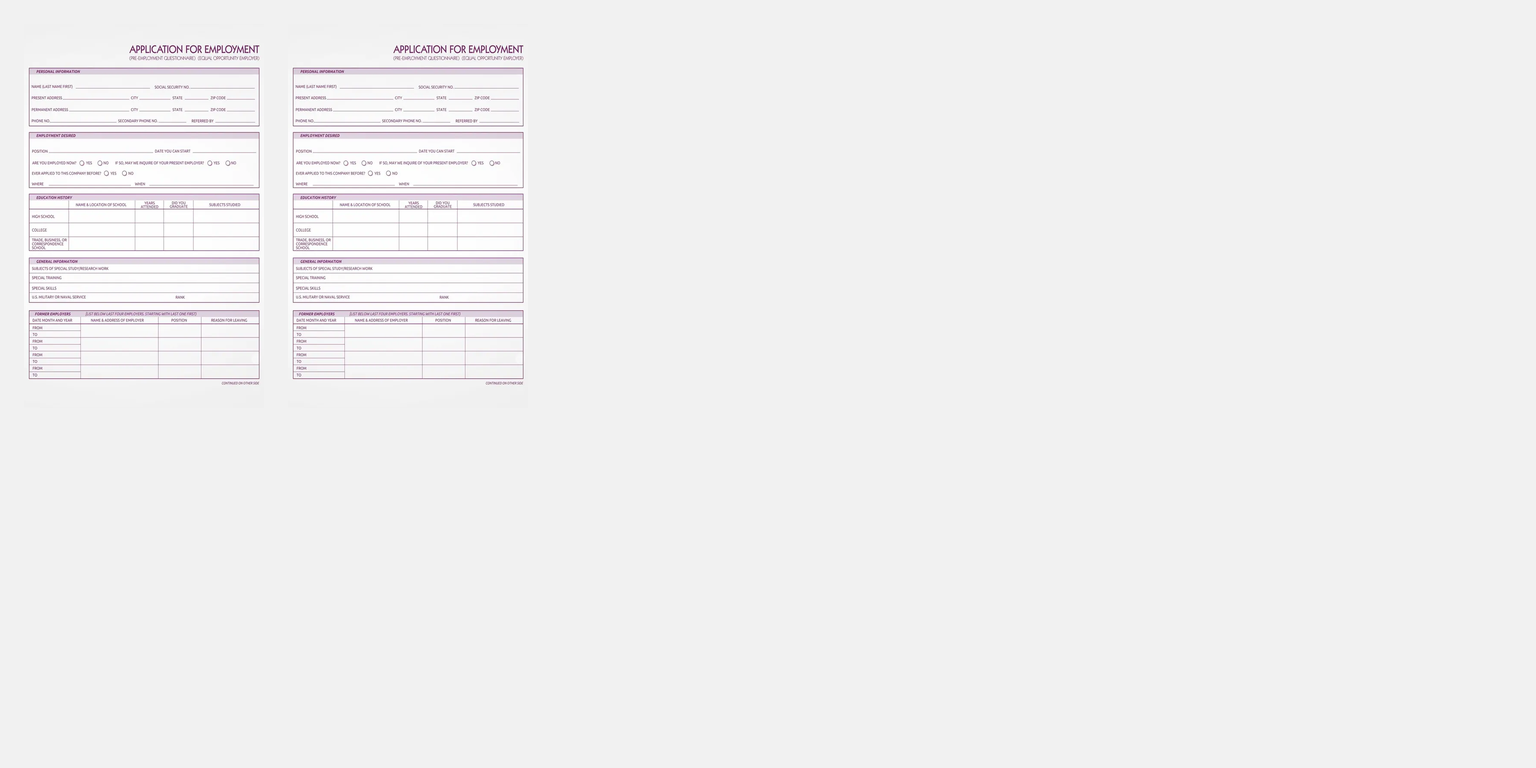 APPLICATION FOR EMPLOYMENT
(PRE-EMPLOYMENT QUESTIONNAIRE) (EQUAL OPPORTUNITY EMPLOYER)
PERSONAL INFORMATION
NAME (LAST NAME FIRST) SOCIAL SECURITY NO.
PRESENT ADDRESS CITY STATE ZIP CODE
PERMANENT ADDRESS CITY STATE ZIP CODE
PHONE NO. SECONDARY PHONE NO. REFERRED BY
EMPLOYMENT DESIRED
POSITION DATE YOU CAN START
ARE YOU EMPLOYED NOW? YES NO IF SO, MAY WE INQUIRE OF YOUR PRESENT EMPLOYER? YES NO
EVER APPLIED TO THIS COMPANY BEFORE? YES NO
WHERE WHEN
EDUCATION HISTORY
NAME & LOCATION OF SCHOOL YEARS ATTENDED DID YOU GRADUATE SUBJECTS STUDIED
HIGH SCHOOL
COLLEGE
TRADE, BUSINESS, OR
CORRESPONDENCE
SCHOOL
GENERAL INFORMATION
SUBJECTS OF SPECIAL STUDY/RESEARCH WORK
SPECIAL TRAINING
SPECIAL SKILLS
U.S. MILITARY OR NAVAL SERVICE RANK
FORMER EMPLOYERS (LIST BELOW LAST FOUR EMPLOYERS, STARTING WITH LAST ONE FIRST)
DATE MONTH AND YEAR NAME & ADDRESS OF EMPLOYER POSITION REASON FOR LEAVING
FROM
TO
FROM
TO
FROM
TO
FROM
TO
CONTINUED ON OTHER SIDE
APPLICATION FOR EMPLOYMENT
(PRE-EMPLOYMENT QUESTIONNAIRE) (EQUAL OPPORTUNITY EMPLOYER)
PERSONAL INFORMATION
NAME (LAST NAME FIRST) SOCIAL SECURITY NO.
PRESENT ADDRESS CITY STATE ZIP CODE
PERMANENT ADDRESS CITY STATE ZIP CODE
PHONE NO. SECONDARY PHONE NO. REFERRED BY
EMPLOYMENT DESIRED
POSITION DATE YOU CAN START
ARE YOU EMPLOYED NOW? YES NO IF SO, MAY WE INQUIRE OF YOUR PRESENT EMPLOYER? YES NO
EVER APPLIED TO THIS COMPANY BEFORE? YES NO
WHERE WHEN
EDUCATION HISTORY
NAME & LOCATION OF SCHOOL YEARS ATTENDED DID YOU GRADUATE SUBJECTS STUDIED
HIGH SCHOOL
COLLEGE
TRADE, BUSINESS, OR
CORRESPONDENCE
SCHOOL
GENERAL INFORMATION
SUBJECTS OF SPECIAL STUDY/RESEARCH WORK
SPECIAL TRAINING
SPECIAL SKILLS
U.S. MILITARY OR NAVAL SERVICE RANK
FORMER EMPLOYERS (LIST BELOW LAST FOUR EMPLOYERS, STARTING WITH LAST ONE FIRST)
DATE MONTH AND YEAR NAME & ADDRESS OF EMPLOYER POSITION REASON FOR LEAVING
FROM
TO
FROM
TO
FROM
TO
FROM
TO
CONTINUED ON OTHER SIDE